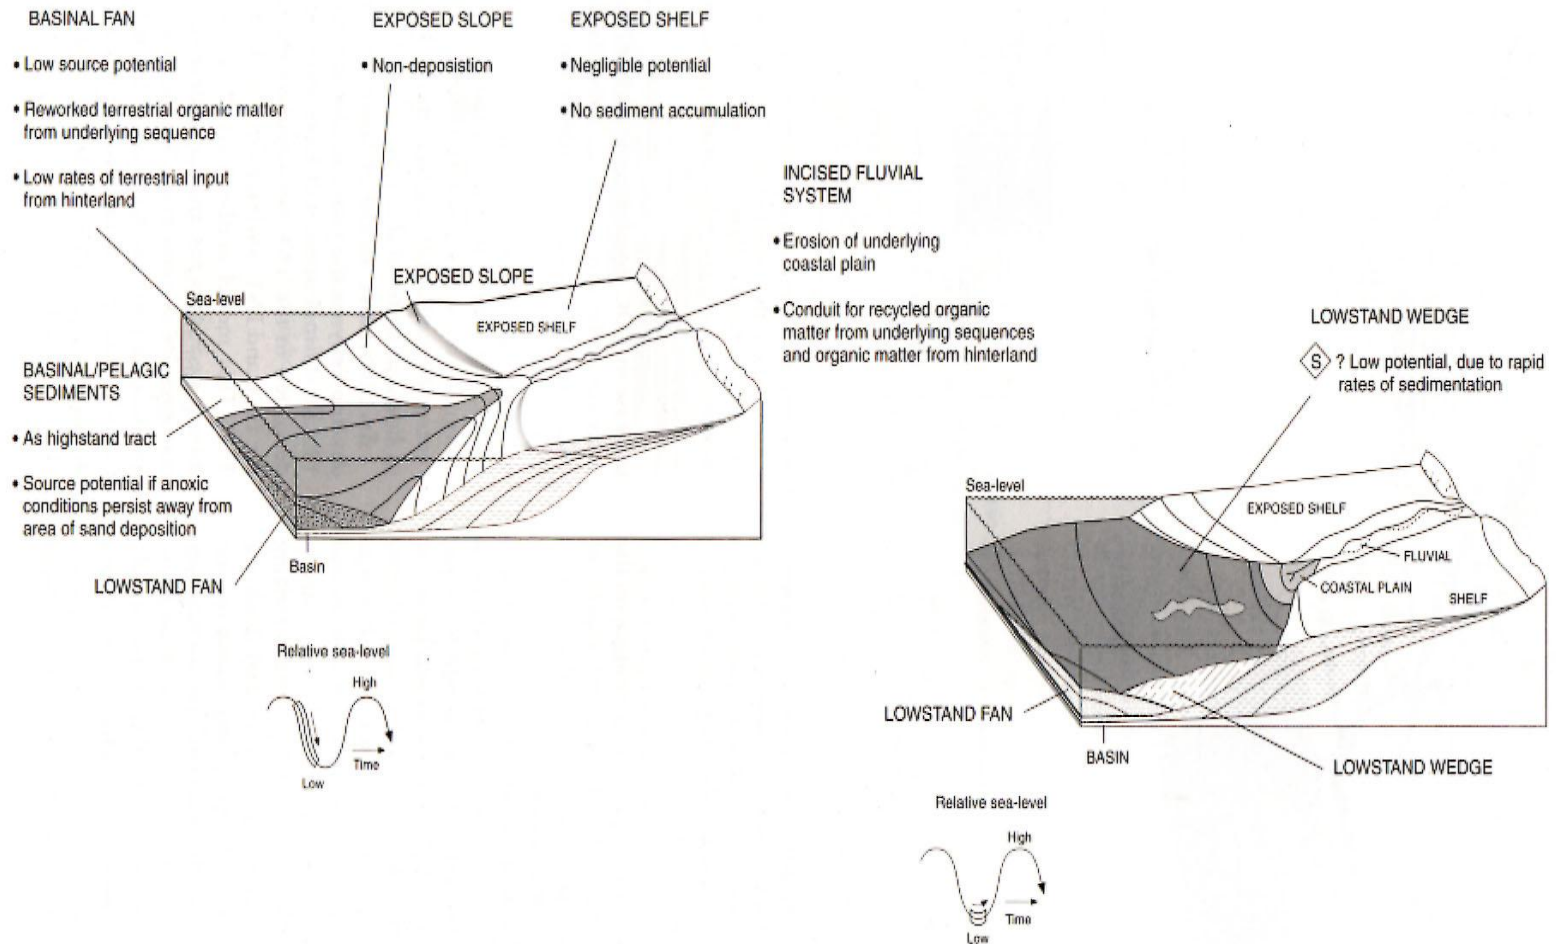 BASINAL FAN
• Low source potential
• Reworked terrestrial organic matter
from underlying sequence
• Low rates of terrestrial input
from hinterland
EXPOSED SLOPE
• Non-deposistion
EXPOSED SHELF
• Negligible potential
• No sediment accumulation
INCISED FLUVIAL
SYSTEM
• Erosion of underlying
coastal plain
• Conduit for recycled organic
matter from underlying sequences
and organic matter from hinterland
Sea-level
EXPOSED SLOPE
EXPOSED SHELF
BASINAL/PELAGIC
SEDIMENTS
• As highstand tract
• Source potential if anoxic
conditions persist away from
area of sand deposition
Basin
LOWSTAND FAN
Relative sea-level
High
Time
Low
LOWSTAND WEDGE
S ? Low potential, due to rapid
rates of sedimentation
Sea-level
EXPOSED SHELF
FLUVIAL
COASTAL PLAIN
SHELF
LOWSTAND FAN
BASIN
LOWSTAND WEDGE
Relative sea-level
High
Time
Low